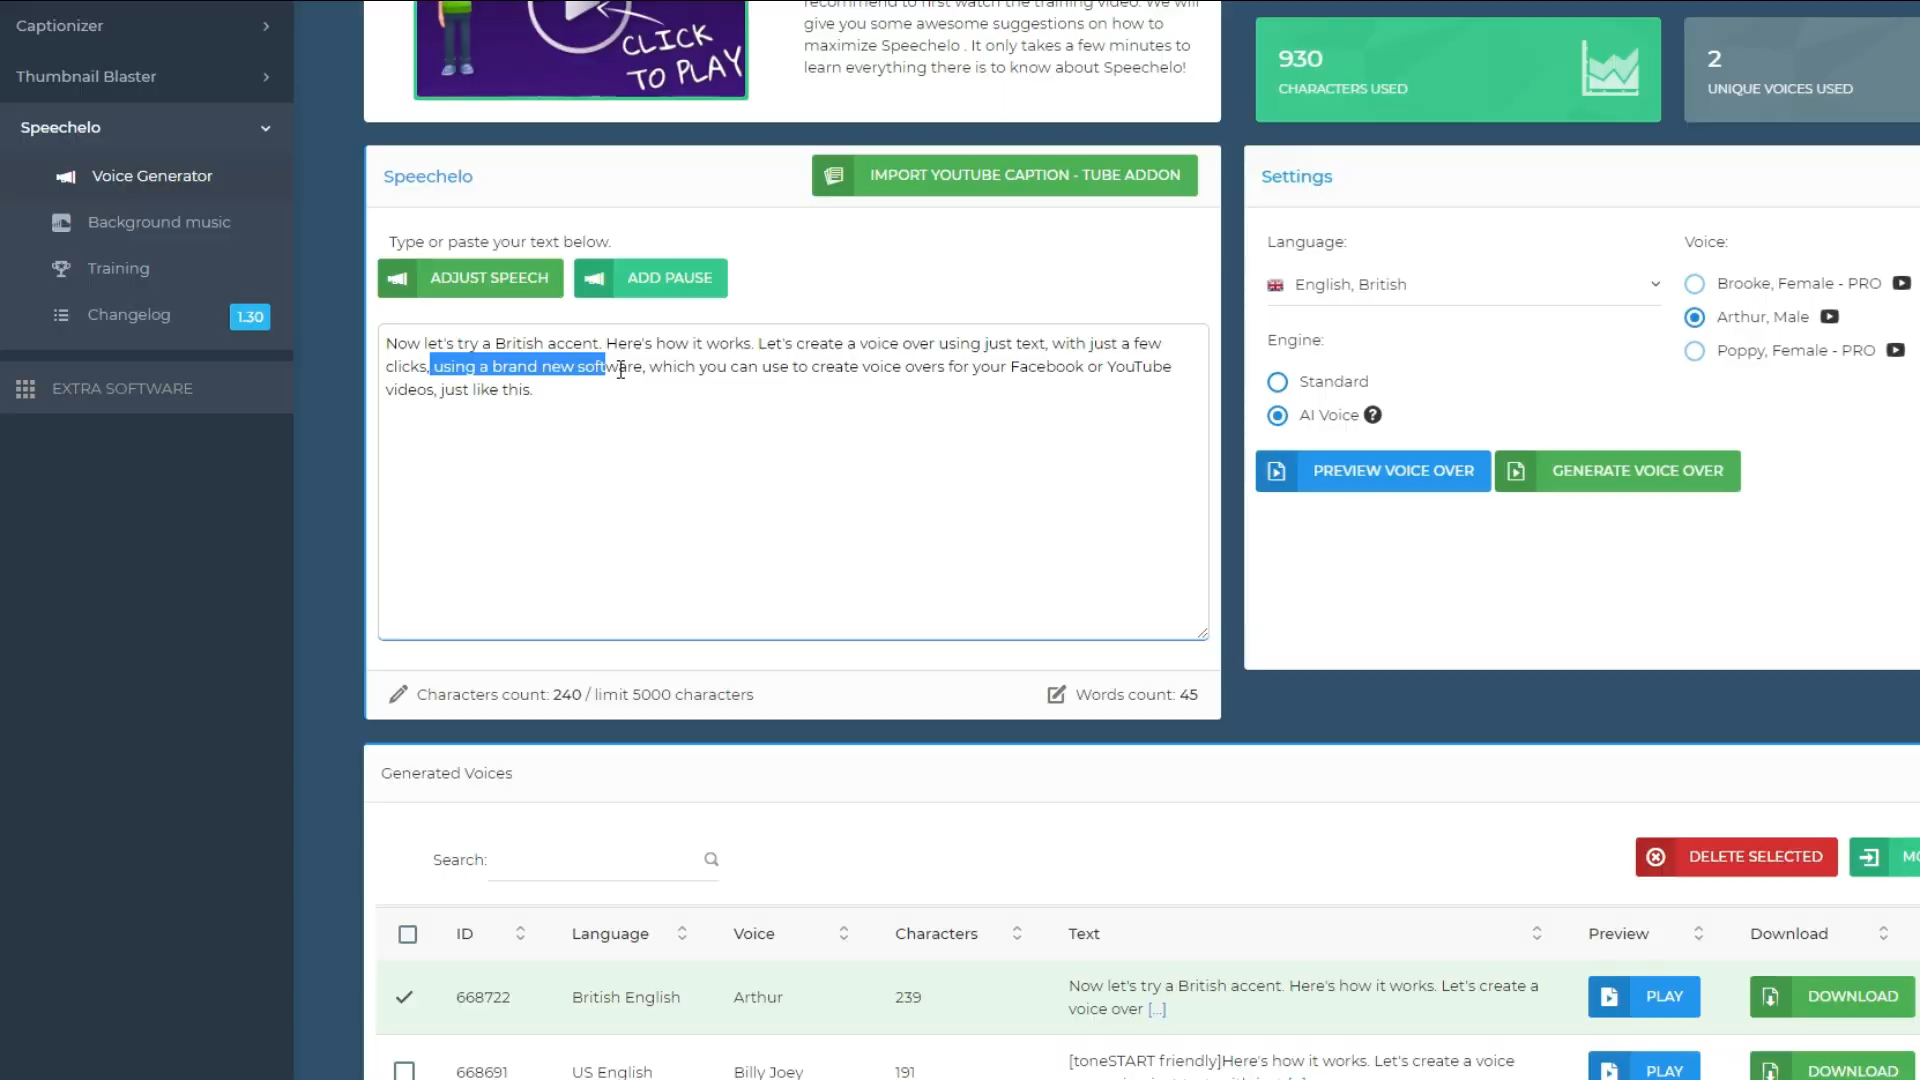 Captionizer
Thumbnail Blaster
Speechelo
Voice Generator
Background music
Training
Changelog
1.30
EXTRA SOFTWARE
CLICK
TO PLAY
recommend to first watch the training video. We will
give you some awesome suggestions on how to
maximize Speechelo . It only takes a few minutes to
learn everything there is to know about Speechelo!
930
CHARACTERS USED
2
UNIQUE VOICES USED
Speechelo
IMPORT YOUTUBE CAPTION - TUBE ADDON
Type or paste your text below.
ADJUST SPEECH
ADD PAUSE
Now let's try a British accent. Here's how it works. Let's create a voice over using just text, with just a few
clicks, using a brand new software, which you can use to create voice overs for your Facebook or YouTube
videos, just like this.
Characters count: 240 / limit 5000 characters
Words count: 45
Settings
Language:
English, British
Engine:
Standard
AI Voice
Voice:
Brooke, Female - PRO
Arthur, Male
Poppy, Female - PRO
PREVIEW VOICE OVER
GENERATE VOICE OVER
Generated Voices
Search:
DELETE SELECTED
ID Language Voice Characters Text Preview Download
668722 British English Arthur 239 Now let's try a British accent. Here's how it works. Let's create a
voice over [...]
PLAY
DOWNLOAD
668691 US English Billy Joey 191 [toneSTART friendly]Here's how it works. Let's create a voice
PLAY
DOWNLOAD